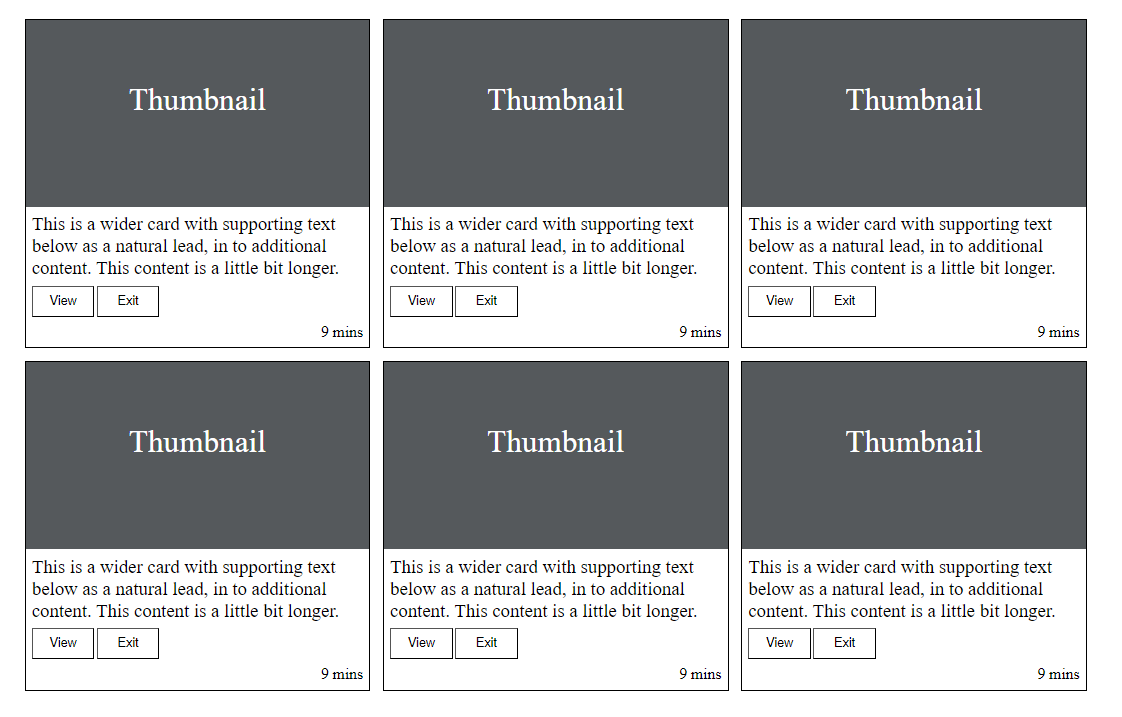 Thumbnail
This is a wider card with supporting text
below as a natural lead, in to additional
content. This content is a little bit longer.
View Exit
9 mins
Thumbnail
This is a wider card with supporting text
below as a natural lead, in to additional
content. This content is a little bit longer.
View Exit
9 mins
Thumbnail
This is a wider card with supporting text
below as a natural lead, in to additional
content. This content is a little bit longer.
View Exit
9 mins
Thumbnail
This is a wider card with supporting text
below as a natural lead, in to additional
content. This content is a little bit longer.
View Exit
9 mins
Thumbnail
This is a wider card with supporting text
below as a natural lead, in to additional
content. This content is a little bit longer.
View Exit
9 mins
Thumbnail
This is a wider card with supporting text
below as a natural lead, in to additional
content. This content is a little bit longer.
View Exit
9 mins